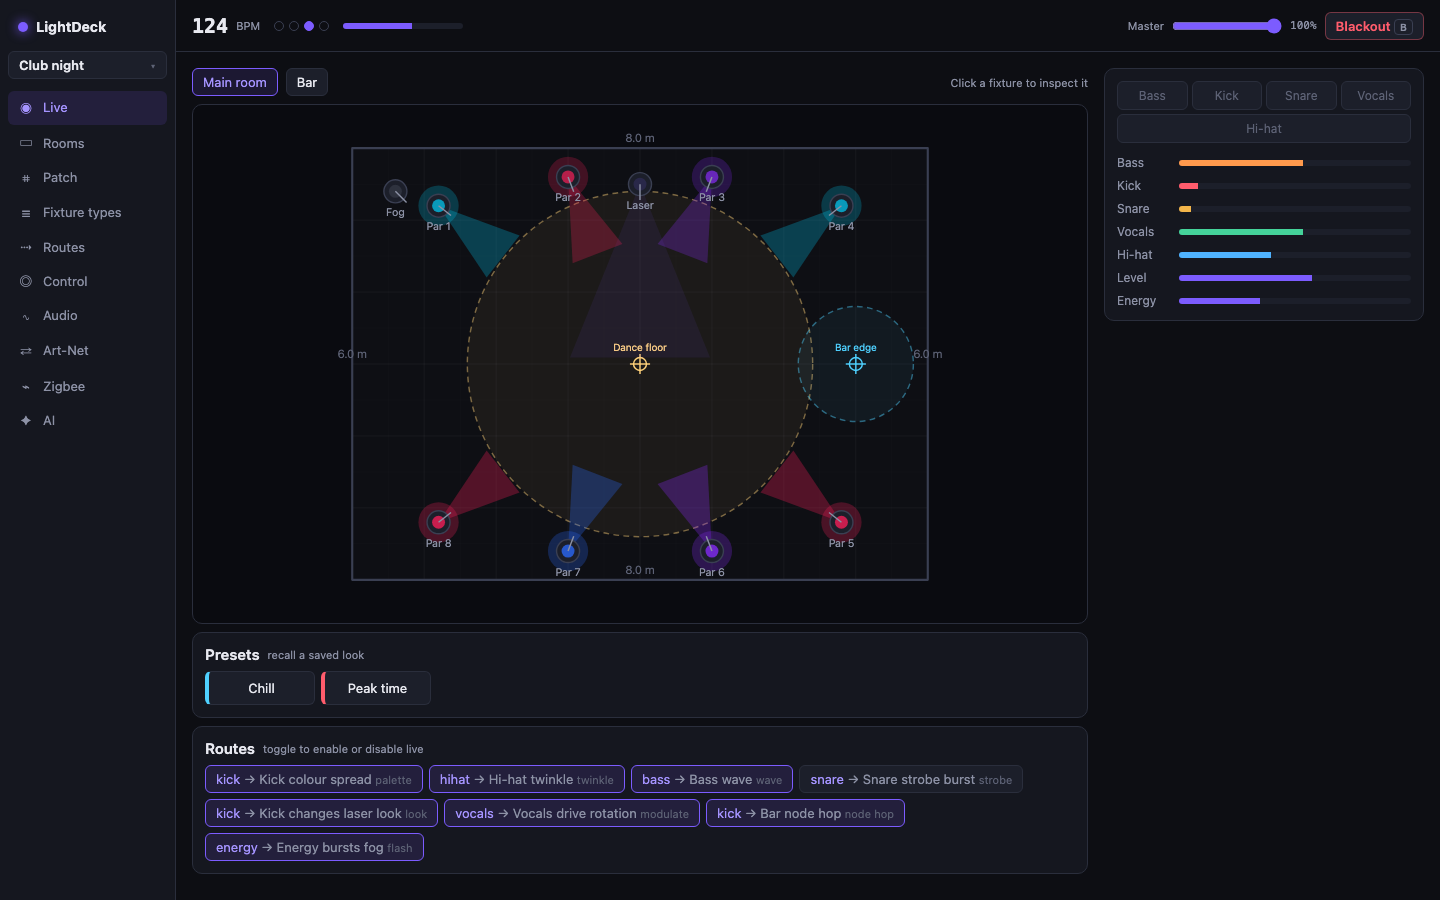 LightDeck
Club night
Live
Rooms
Patch
Fixture types
Routes
Control
Audio
Art-Net
Zigbee
AI
124 BPM
Master 100% Blackout B
Main room Bar
Click a fixture to inspect it
8.0 m
Fog
Par 1
Par 2
Laser
Par 3
Par 4
6.0 m
Dance floor
Bar edge
6.0 m
Par 8
Par 7
8.0 m
Par 6
Par 5
Presets recall a saved look
Chill Peak time
Routes toggle to enable or disable live
kick → Kick colour spread palette
hihat → Hi-hat twinkle twinkle
bass → Bass wave wave
snare → Snare strobe burst strobe
kick → Kick changes laser look look
vocals → Vocals drive rotation modulate
kick → Bar node hop node hop
energy → Energy bursts fog flash
Bass Kick Snare Vocals
Hi-hat
Bass
Kick
Snare
Vocals
Hi-hat
Level
Energy